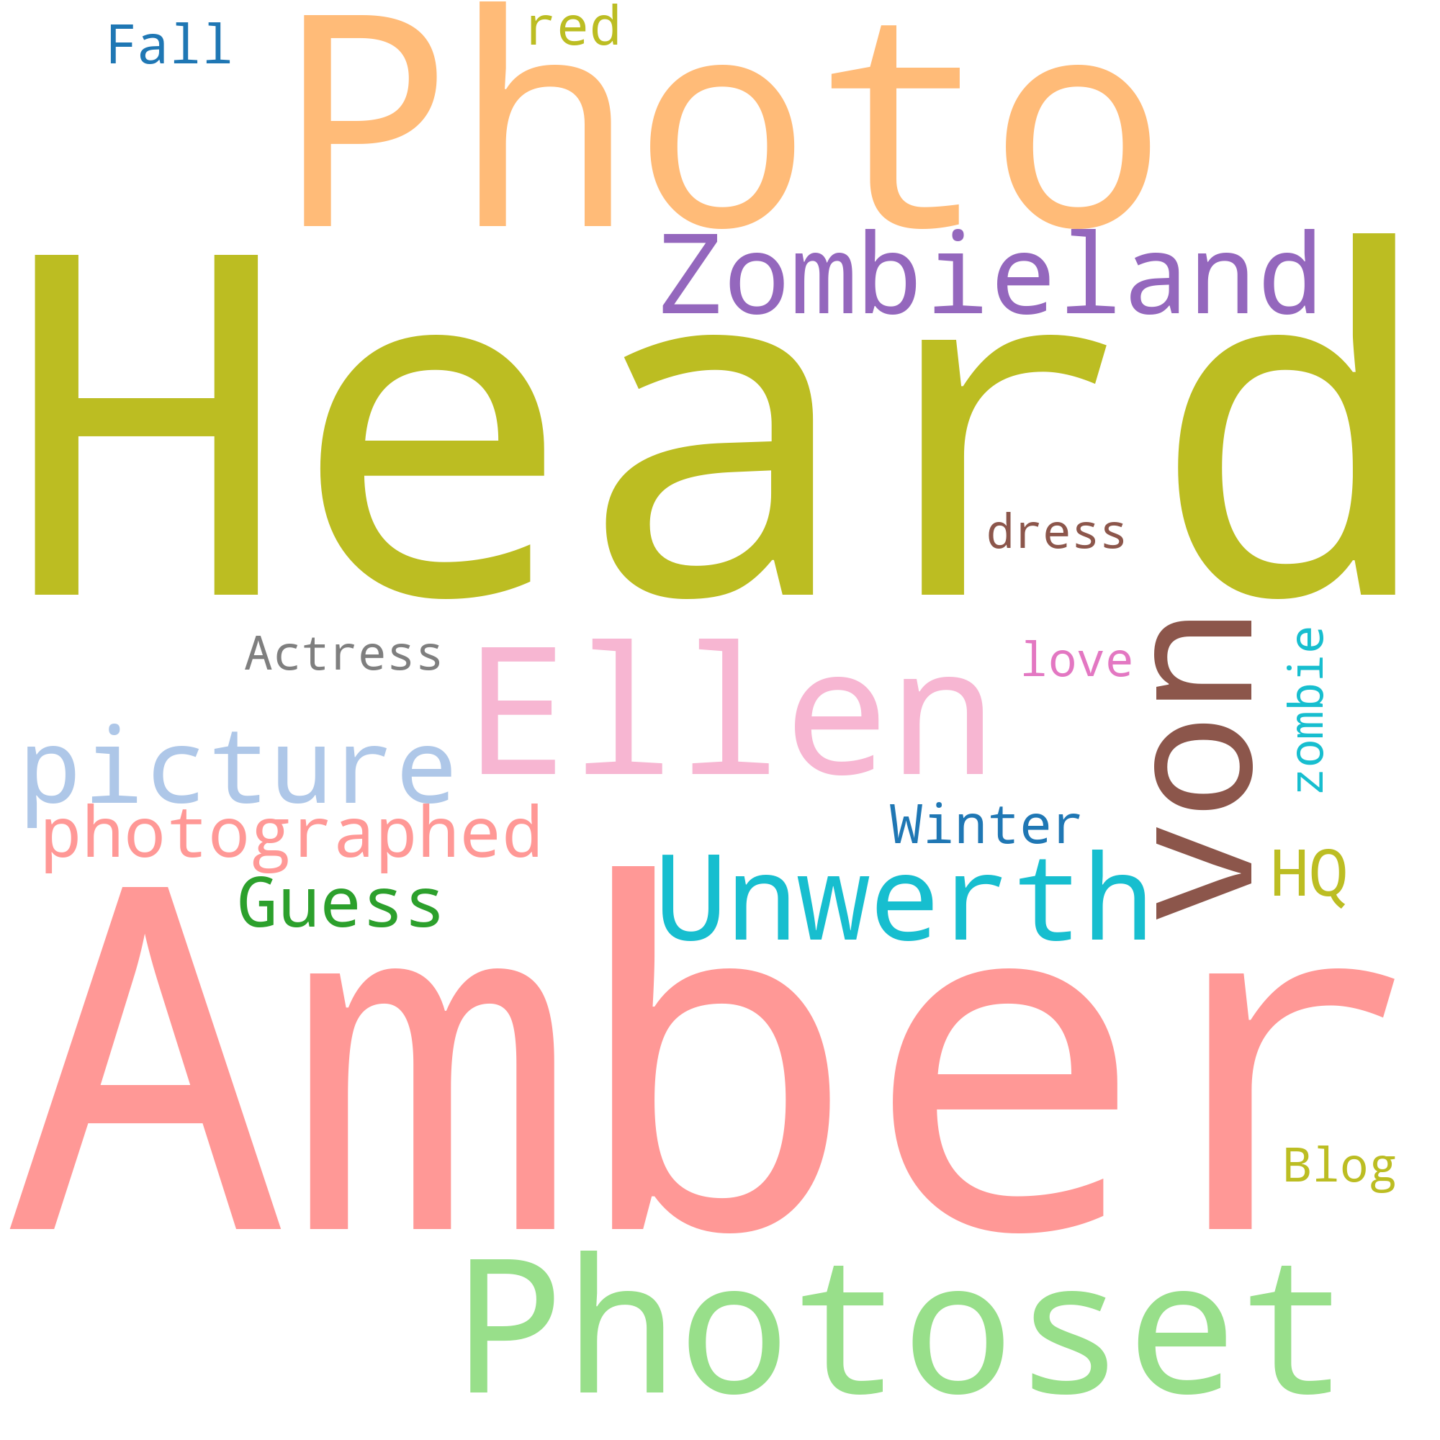 Fall
red
Photo
Zombieland
Heard
dress
Actress
Ellen
love
von
zombie
picture
photographed
Winter
Guess
Unwerth
HQ
Amber
Blog
Photoset